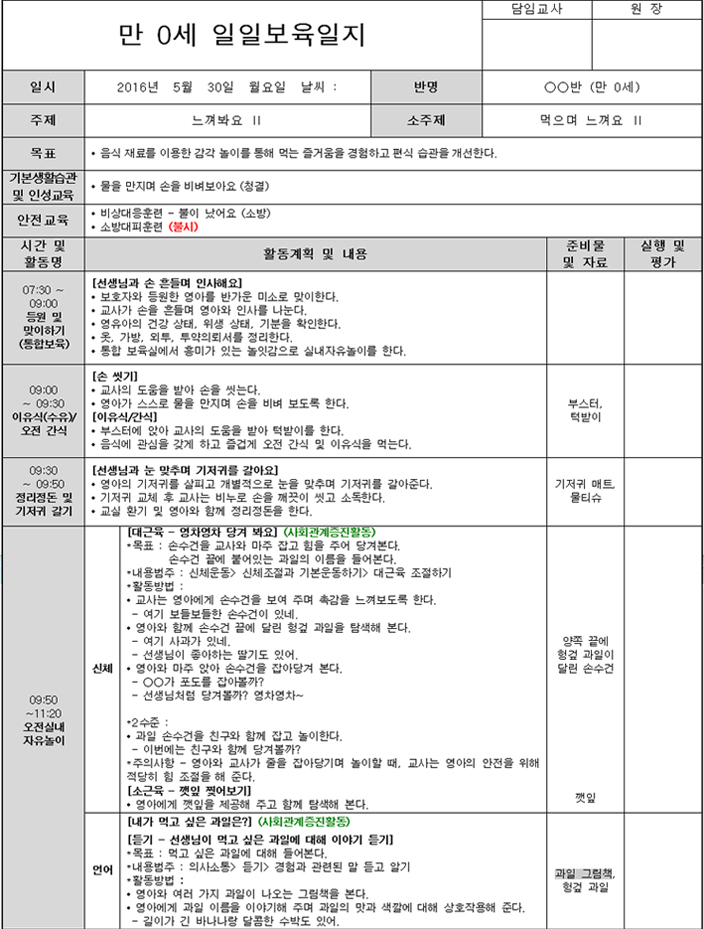 만 0세 일일보육일지
담임교사
원 장
일시
2016년 5월 30일 월요일 날씨 :
반명
○○반 (만 0세)
주제
느껴봐요 II
소주제
먹으며 느껴요 II
목표
• 음식 재료를 이용한 감각 놀이를 통해 먹는 즐거움을 경험하고 편식 습관을 개선한다.
기본생활습관
및 인성교육
• 물을 만지며 손을 비벼보아요 (청결)
안전교육
• 비상대응훈련 - 불이 났어요 (소방)
• 소방대피훈련 (불시)
시간 및
활동명
활동계획 및 내용
준비물
및 자료
실행 및
평가
07:30 ~
09:00
등원 및
맞이하기
(통합보육)
[선생님과 손 흔들며 인사해요]
• 보호자와 등원한 영아를 반가운 미소로 맞이한다.
• 교사가 손을 흔들며 영아와 인사를 나눈다.
• 영유아의 건강 상태, 위생 상태, 기분을 확인한다.
• 옷, 가방, 외투, 투약의뢰서를 정리한다.
• 통합 보육실에서 흥미가 있는 놀잇감으로 실내자유놀이를 한다.
09:00
~ 09:30
이유식(수유)/
오전 간식
[손 씻기]
• 교사의 도움을 받아 손을 씻는다.
• 영아가 스스로 물을 만지며 손을 비벼 보도록 한다.
[이유식/간식]
• 부스터에 앉아 교사의 도움을 받아 턱받이를 한다.
• 음식에 관심을 갖게 하고 즐겁게 오전 간식 및 이유식을 먹는다.
부스터,
턱받이
09:30
~ 09:50
정리정돈 및
기저귀 갈기
[선생님과 눈 맞추며 기저귀를 갈아요]
• 영아의 기저귀를 살피고 개별적으로 눈을 맞추며 기저귀를 갈아준다.
• 기저귀 교체 후 교사는 비누로 손을 깨끗이 씻고 소독한다.
• 교실 환기 및 영아와 함께 정리정돈을 한다.
기저귀 매트,
물티슈
09:50
~11:20
오전실내
자유놀이
신체
[대근육 - 영차영차 당겨 봐요] (사회관계증진활동)
*목표 : 손수건을 교사와 마주 잡고 힘을 주어 당겨본다.
손수건 끝에 붙어있는 과일의 이름을 들어본다.
*내용범주 : 신체운동> 신체조절과 기본운동하기> 대근육 조절하기
*활동방법 :
• 교사는 영아에게 손수건을 보여 주며 촉감을 느껴보도록 한다.
- 여기 보들보들한 손수건이 있네.
• 영아와 함께 손수건 끝에 달린 헝겊 과일을 탐색해 본다.
- 여기 사과가 있네.
- 선생님이 좋아하는 딸기도 있어.
• 영아와 마주 앉아 손수건을 잡아당겨 본다.
- ○○가 포도를 잡아볼까?
- 선생님처럼 당겨볼까? 영차영차~
*2수준 :
• 과일 손수건을 친구와 함께 잡고 놀이한다.
- 이번에는 친구와 함께 당겨볼까?
*주의사항 - 영아와 교사가 줄을 잡아당기며 놀이할 때, 교사는 영아의 안전을 위해
적당히 힘 조절을 해 준다.
[소근육 - 깻잎 찢어보기]
• 영아에게 깻잎을 제공해 주고 함께 탐색해 본다.
양쪽 끝에
헝겊 과일이
달린 손수건
깻잎
언어
[내가 먹고 싶은 과일은?] (사회관계증진활동)
[듣기 - 선생님이 먹고 싶은 과일에 대해 이야기 듣기]
*목표 : 먹고 싶은 과일에 대해 들어본다.
*내용범주 : 의사소통> 듣기> 경험과 관련된 말 듣고 알기
*활동방법 :
• 영아와 여러 가지 과일이 나오는 그림책을 본다.
• 영아에게 과일 이름을 이야기해 주며 과일의 맛과 색깔에 대해 상호작용해 준다.
- 길이가 긴 바나나랑 달콤한 수박도 있어.
과일 그림책,
헝겊 과일